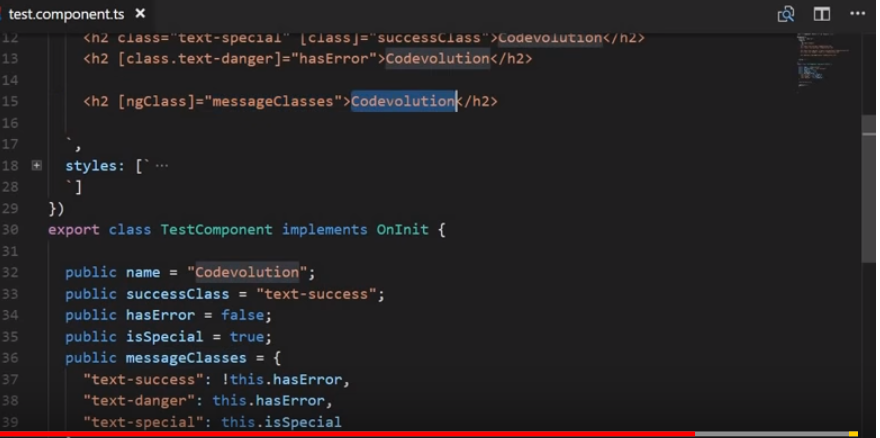 test.component.ts ×
12 <h2 class="text-special" [class]="successClass">Codevolution</h2>
13 <h2 [class.text-danger]="hasError">Codevolution</h2>
14
15 <h2 [ngClass]="messageClasses">Codevolution</h2>
16
17 `,
18 styles: [` ...
28 `]
29 })
30 export class TestComponent implements OnInit {
31
32 public name = "Codevolution";
33 public successClass = "text-success";
34 public hasError = false;
35 public isSpecial = true;
36 public messageClasses = {
37 "text-success": !this.hasError,
38 "text-danger": this.hasError,
39 "text-special": this.isSpecial